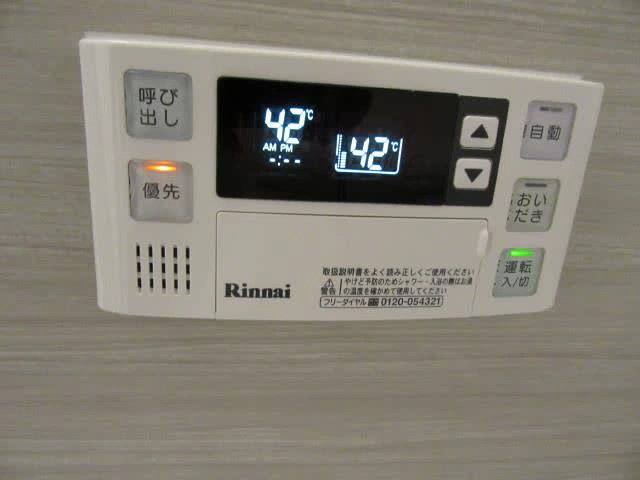 呼び
出し
優先
42℃
AM PM
-:--
42℃
▲
▼
自動
おい
だき
運転
入/切
Rinnai
取扱説明書をよく読み正しくご使用ください
⚠警告 やけど予防のためシャワー・入浴の際はお湯
の温度を確かめて使用してください
フリーダイヤル 0120-054321